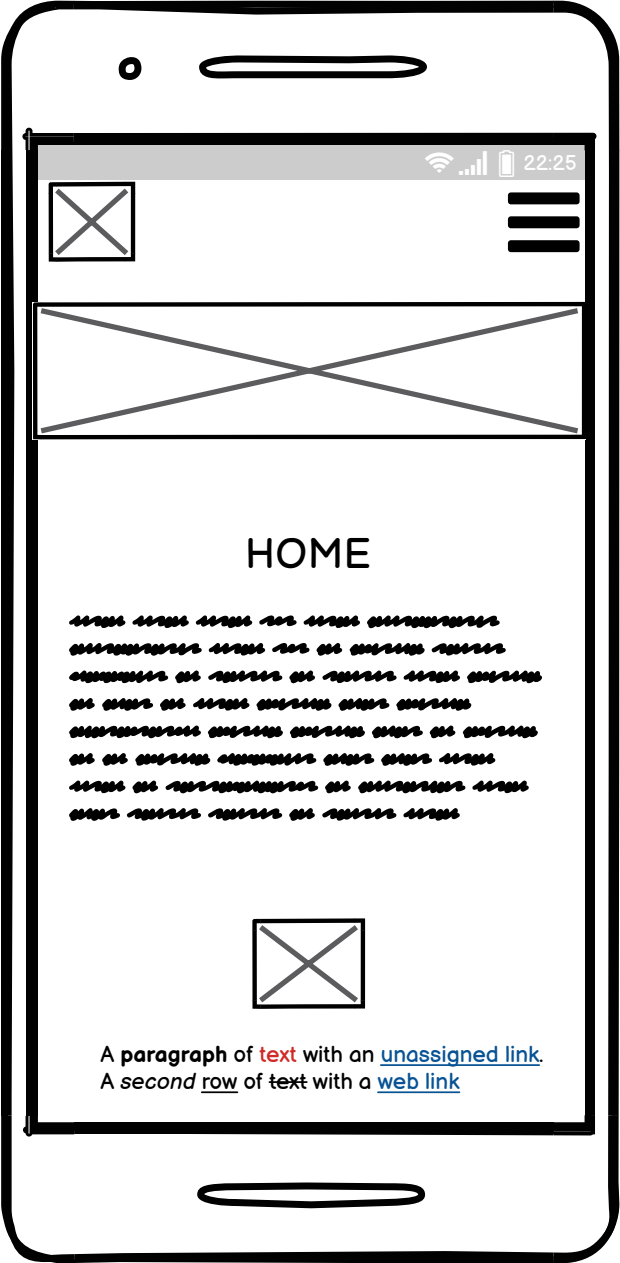 22:25
HOME
A paragraph of text with an unassigned link.
A second row of text with a web link